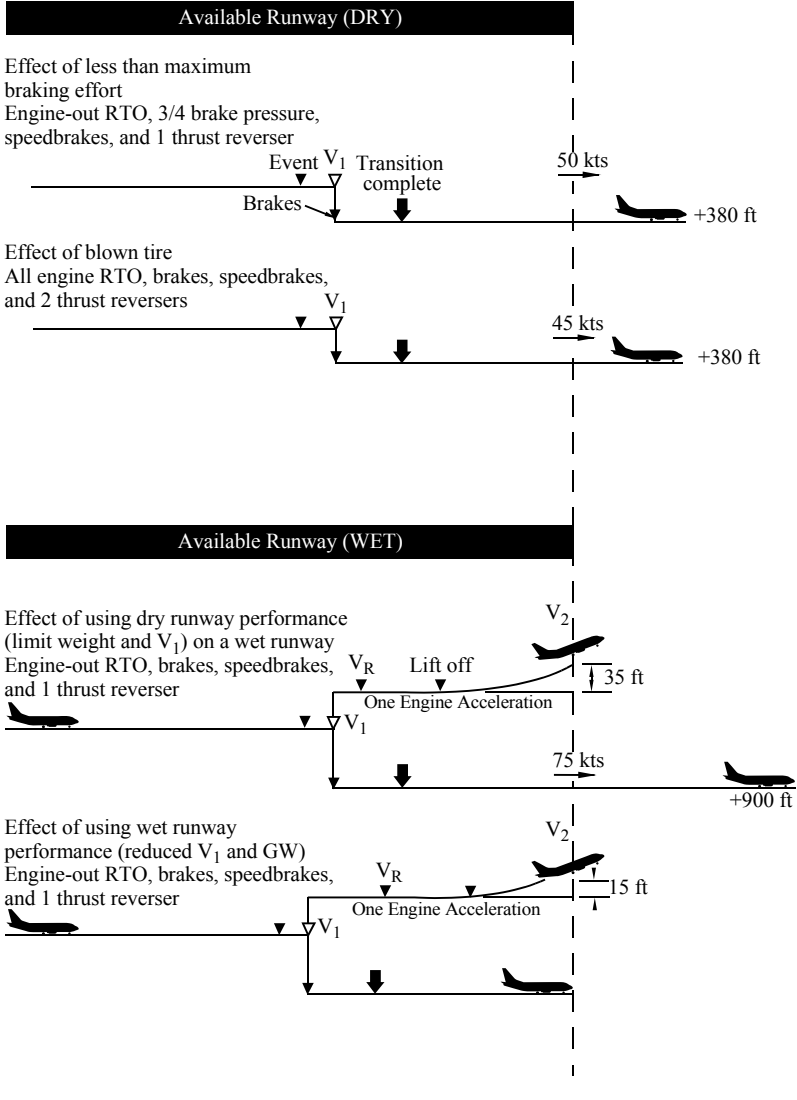 Available Runway (DRY)
Effect of less than maximum
braking effort
Engine-out RTO, 3/4 brake pressure,
speedbrakes, and 1 thrust reverser
Event V1 Transition
complete
Brakes
50 kts
+380 ft
Effect of blown tire
All engine RTO, brakes, speedbrakes,
and 2 thrust reversers
V1
45 kts
+380 ft
Available Runway (WET)
Effect of using dry runway performance
(limit weight and V1) on a wet runway
Engine-out RTO, brakes, speedbrakes,
and 1 thrust reverser
V2
VR
Lift off
35 ft
One Engine Acceleration
V1
75 kts
+900 ft
Effect of using wet runway
performance (reduced V1 and GW)
Engine-out RTO, brakes, speedbrakes,
and 1 thrust reverser
V2
VR
15 ft
One Engine Acceleration
V1